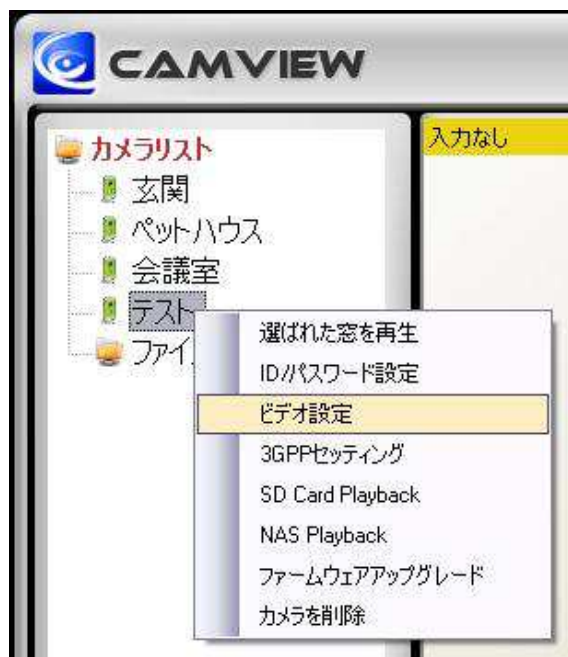 CAMVIEW
カメラリスト
入力なし
玄関
ペットハウス
会議室
テスト
ファイ
選ばれた窓を再生
ID/パスワード設定
ビデオ設定
3GPPセッティング
SD Card Playback
NAS Playback
ファームウェアアップグレード
カメラを削除